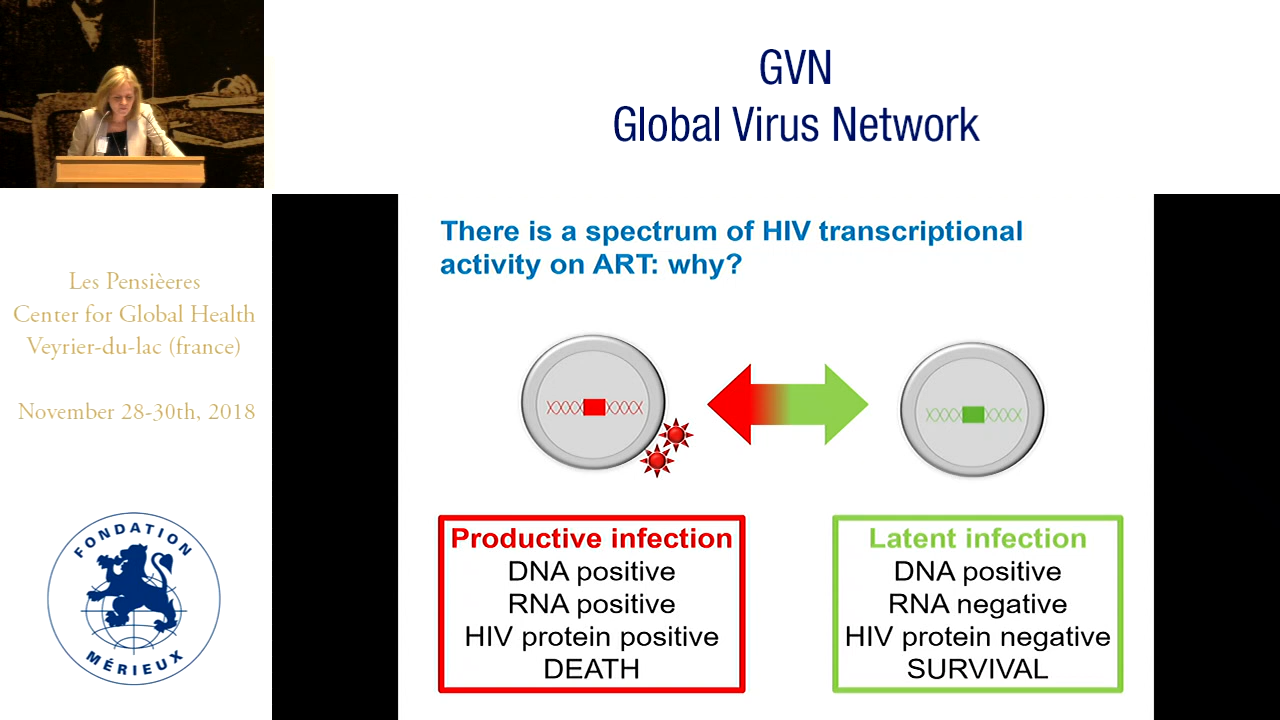 GVN
Global Virus Network
Les Pensièeres
Center for Global Health
Veyrier-du-lac (france)
November 28-30th, 2018
FONDATION
MÉRIEUX
There is a spectrum of HIV transcriptional
activity on ART: why?
Productive infection
DNA positive
RNA positive
HIV protein positive
DEATH
Latent infection
DNA positive
RNA negative
HIV protein negative
SURVIVAL